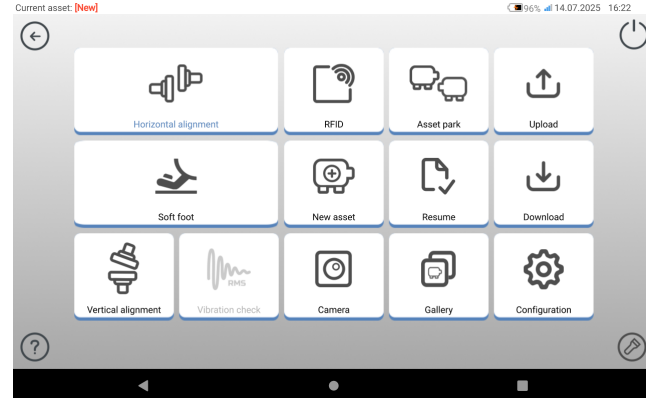 Current asset: [New]
96% 14.07.2025 16:22
Horizontal alignment
RFID
Asset park
Upload
Soft foot
New asset
Resume
Download
RMS
Vertical alignment
Vibration check
Camera
Gallery
Configuration
?